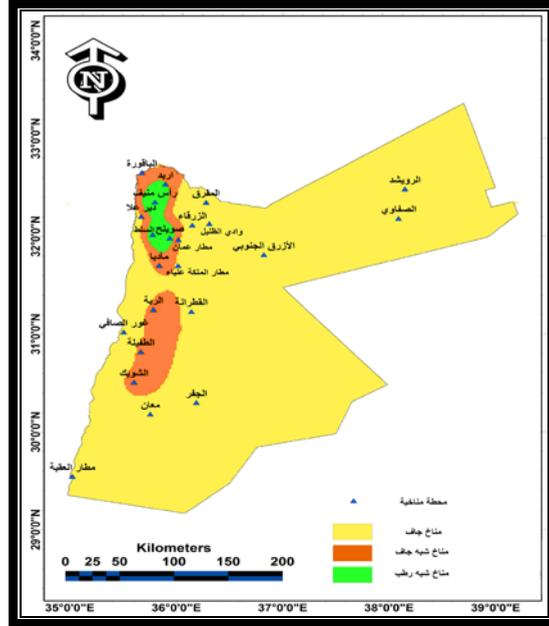 N
34°0'0"N
33°0'0"N
32°0'0"N
31°0'0"N
30°0'0"N
29°0'0"N
الباقورة
اربد
رأس منيف
المفرق
دير علا
الزرقاء
وادي الظليل
السلط
صويلح
مطار عمان
مادبا
مطار الملكة علياء
الأزرق الجنوبي
الرويشد
الصفاوي
الربة
القطرانة
غور الصافي
الطفيلة
الشوبك
الجفر
معان
مطار العقبة
محطة مناخية
مناخ جاف
مناخ شبه جاف
مناخ شبه رطب
Kilometers
0 25 50 100 150 200
35°0'0"E 36°0'0"E 37°0'0"E 38°0'0"E 39°0'0"E